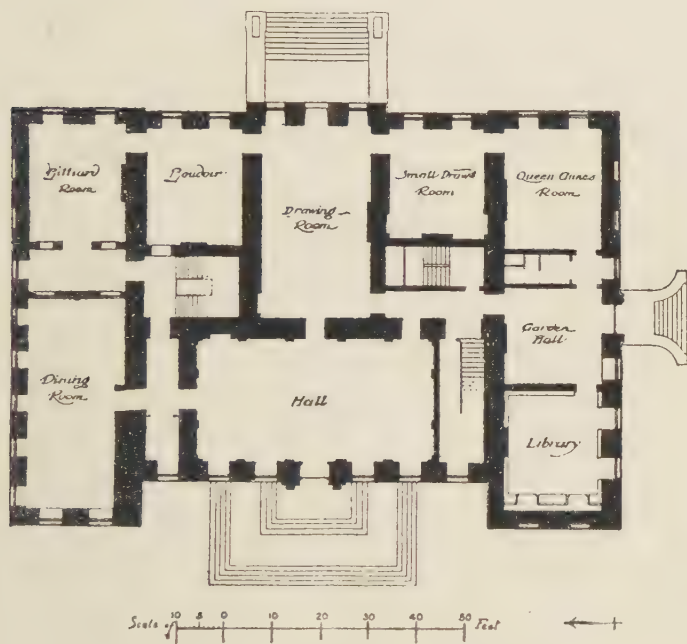 Billiard
Room
Boudoir
Drawing
Room
Small Drawg
Room
Queen Annes
Room
Dining
Room
Hall
Garden
Hall
Library
Scale of 10 5 0 10 20 30 40 50 Feet